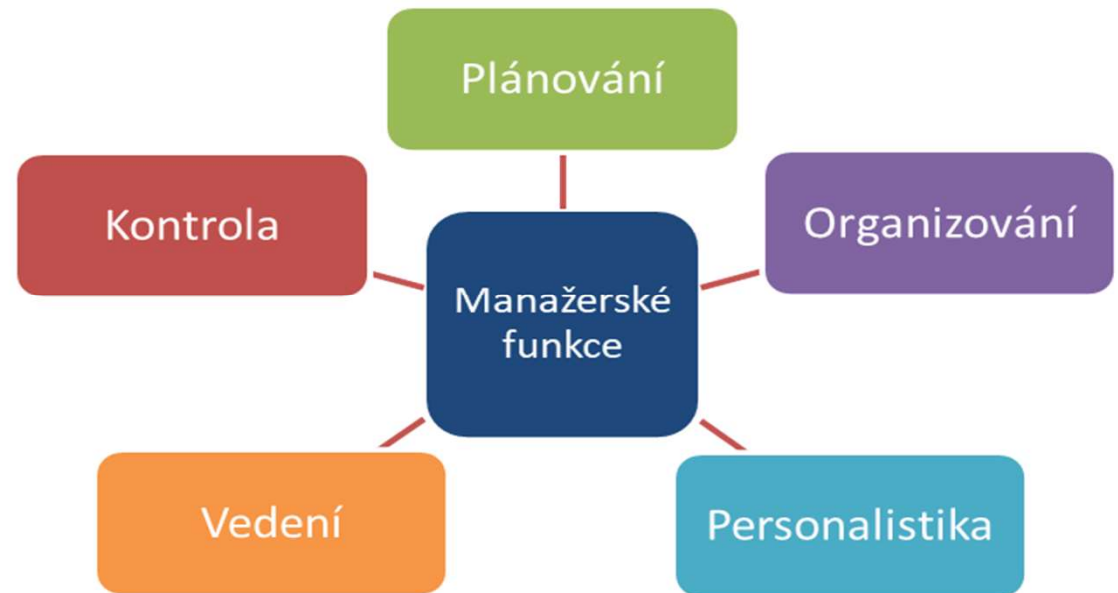 Plánování
Kontrola
Organizování
Manažerské
funkce
Vedení
Personalistika